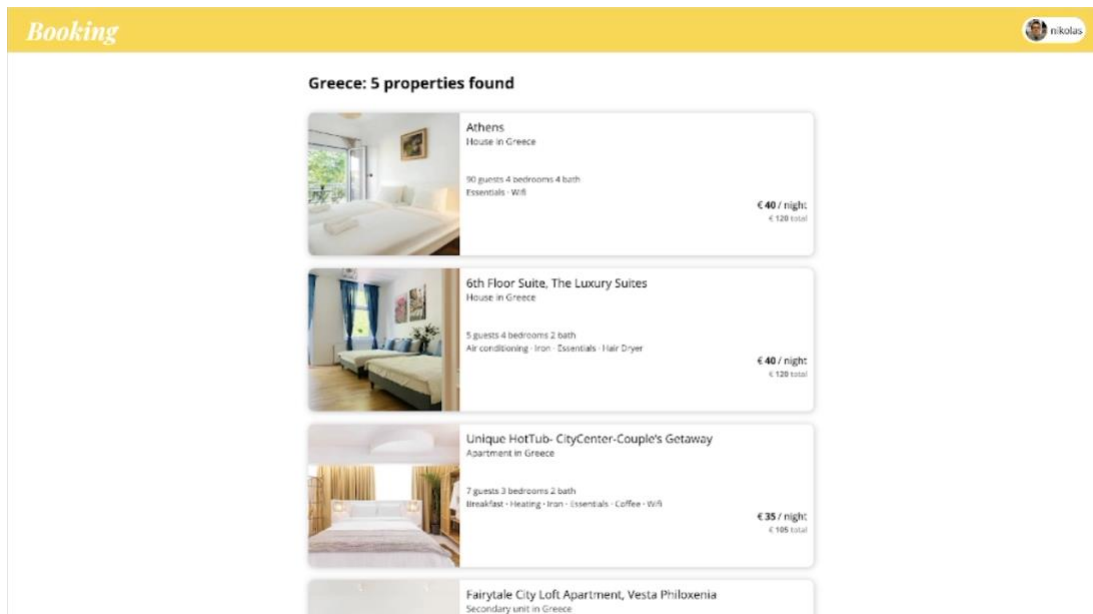 Booking
nikolas
Greece: 5 properties found
Athens
House in Greece
90 guests 4 bedrooms 4 bath
Essentials · Wifi
€ 40 / night
€ 120 total
6th Floor Suite, The Luxury Suites
House in Greece
5 guests 4 bedrooms 2 bath
Air conditioning · Iron · Essentials · Hair Dryer
€ 40 / night
€ 120 total
Unique HotTub- CityCenter-Couple's Getaway
Apartment in Greece
7 guests 3 bedrooms 2 bath
Breakfast · Heating · Iron · Essentials · Coffee · Wifi
€ 35 / night
€ 105 total
Fairytale City Loft Apartment, Vesta Philoxenia
Secondary unit in Greece